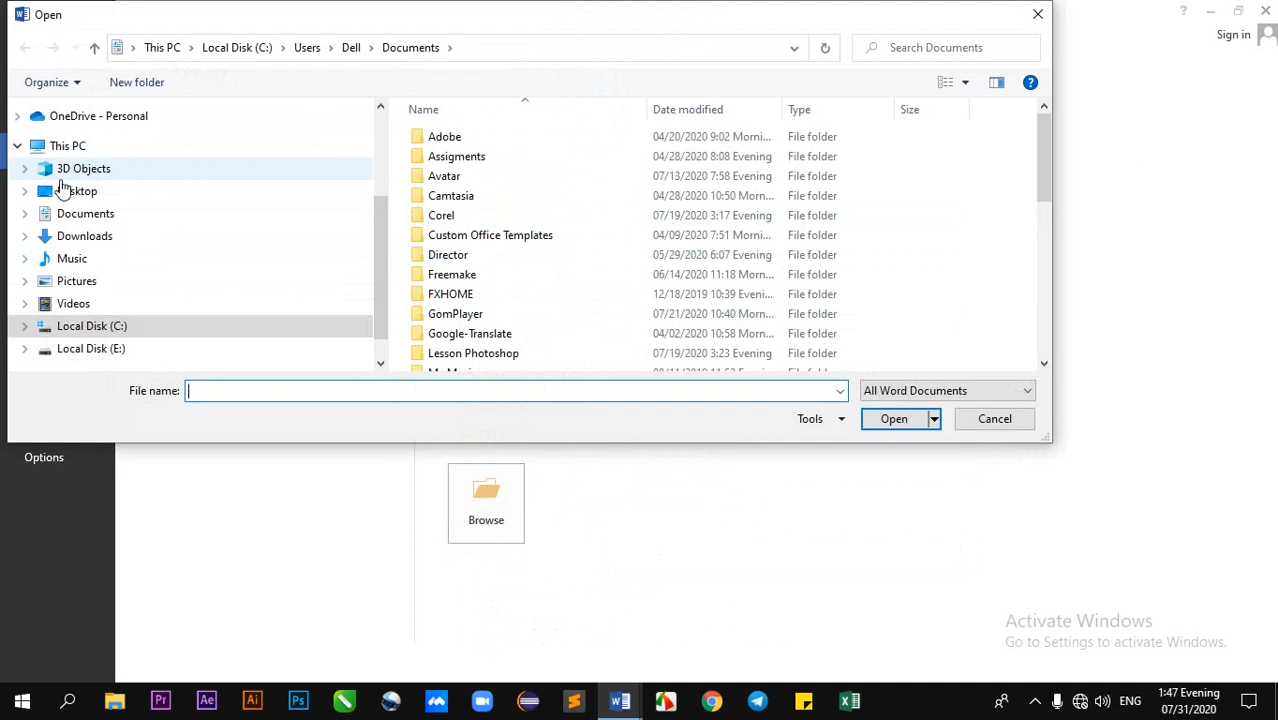 Open
Sign in
This PC Local Disk (C:) Users Dell Documents
Search Documents
Organize New folder
OneDrive - Personal
This PC
3D Objects
Documents
Downloads
Music
Pictures
Videos
Local Disk (C:)
Local Disk (E:)
Name Date modified Type Size
Adobe 04/20/2020 9:02 Morni... File folder
Assigments 04/28/2020 8:08 Evening File folder
Avatar 07/13/2020 7:58 Evening File folder
Camtasia 04/28/2020 10:50 Morn... File folder
Corel 07/19/2020 3:17 Evening File folder
Custom Office Templates 04/09/2020 7:51 Morni... File folder
Director 05/29/2020 6:07 Evening File folder
Freemake 06/14/2020 11:18 Morn... File folder
FXHOME 12/18/2019 10:39 Eveni... File folder
GomPlayer 07/21/2020 10:40 Morn... File folder
Google-Translate 04/02/2020 10:58 Morn... File folder
Lesson Photoshop 07/19/2020 3:23 Evening File folder
File name: All Word Documents
Tools Open Cancel
Options
Browse
Activate Windows
Go to Settings to activate Windows.
Pr Ae Ai Ps
ENG
1:47 Evening
07/31/2020